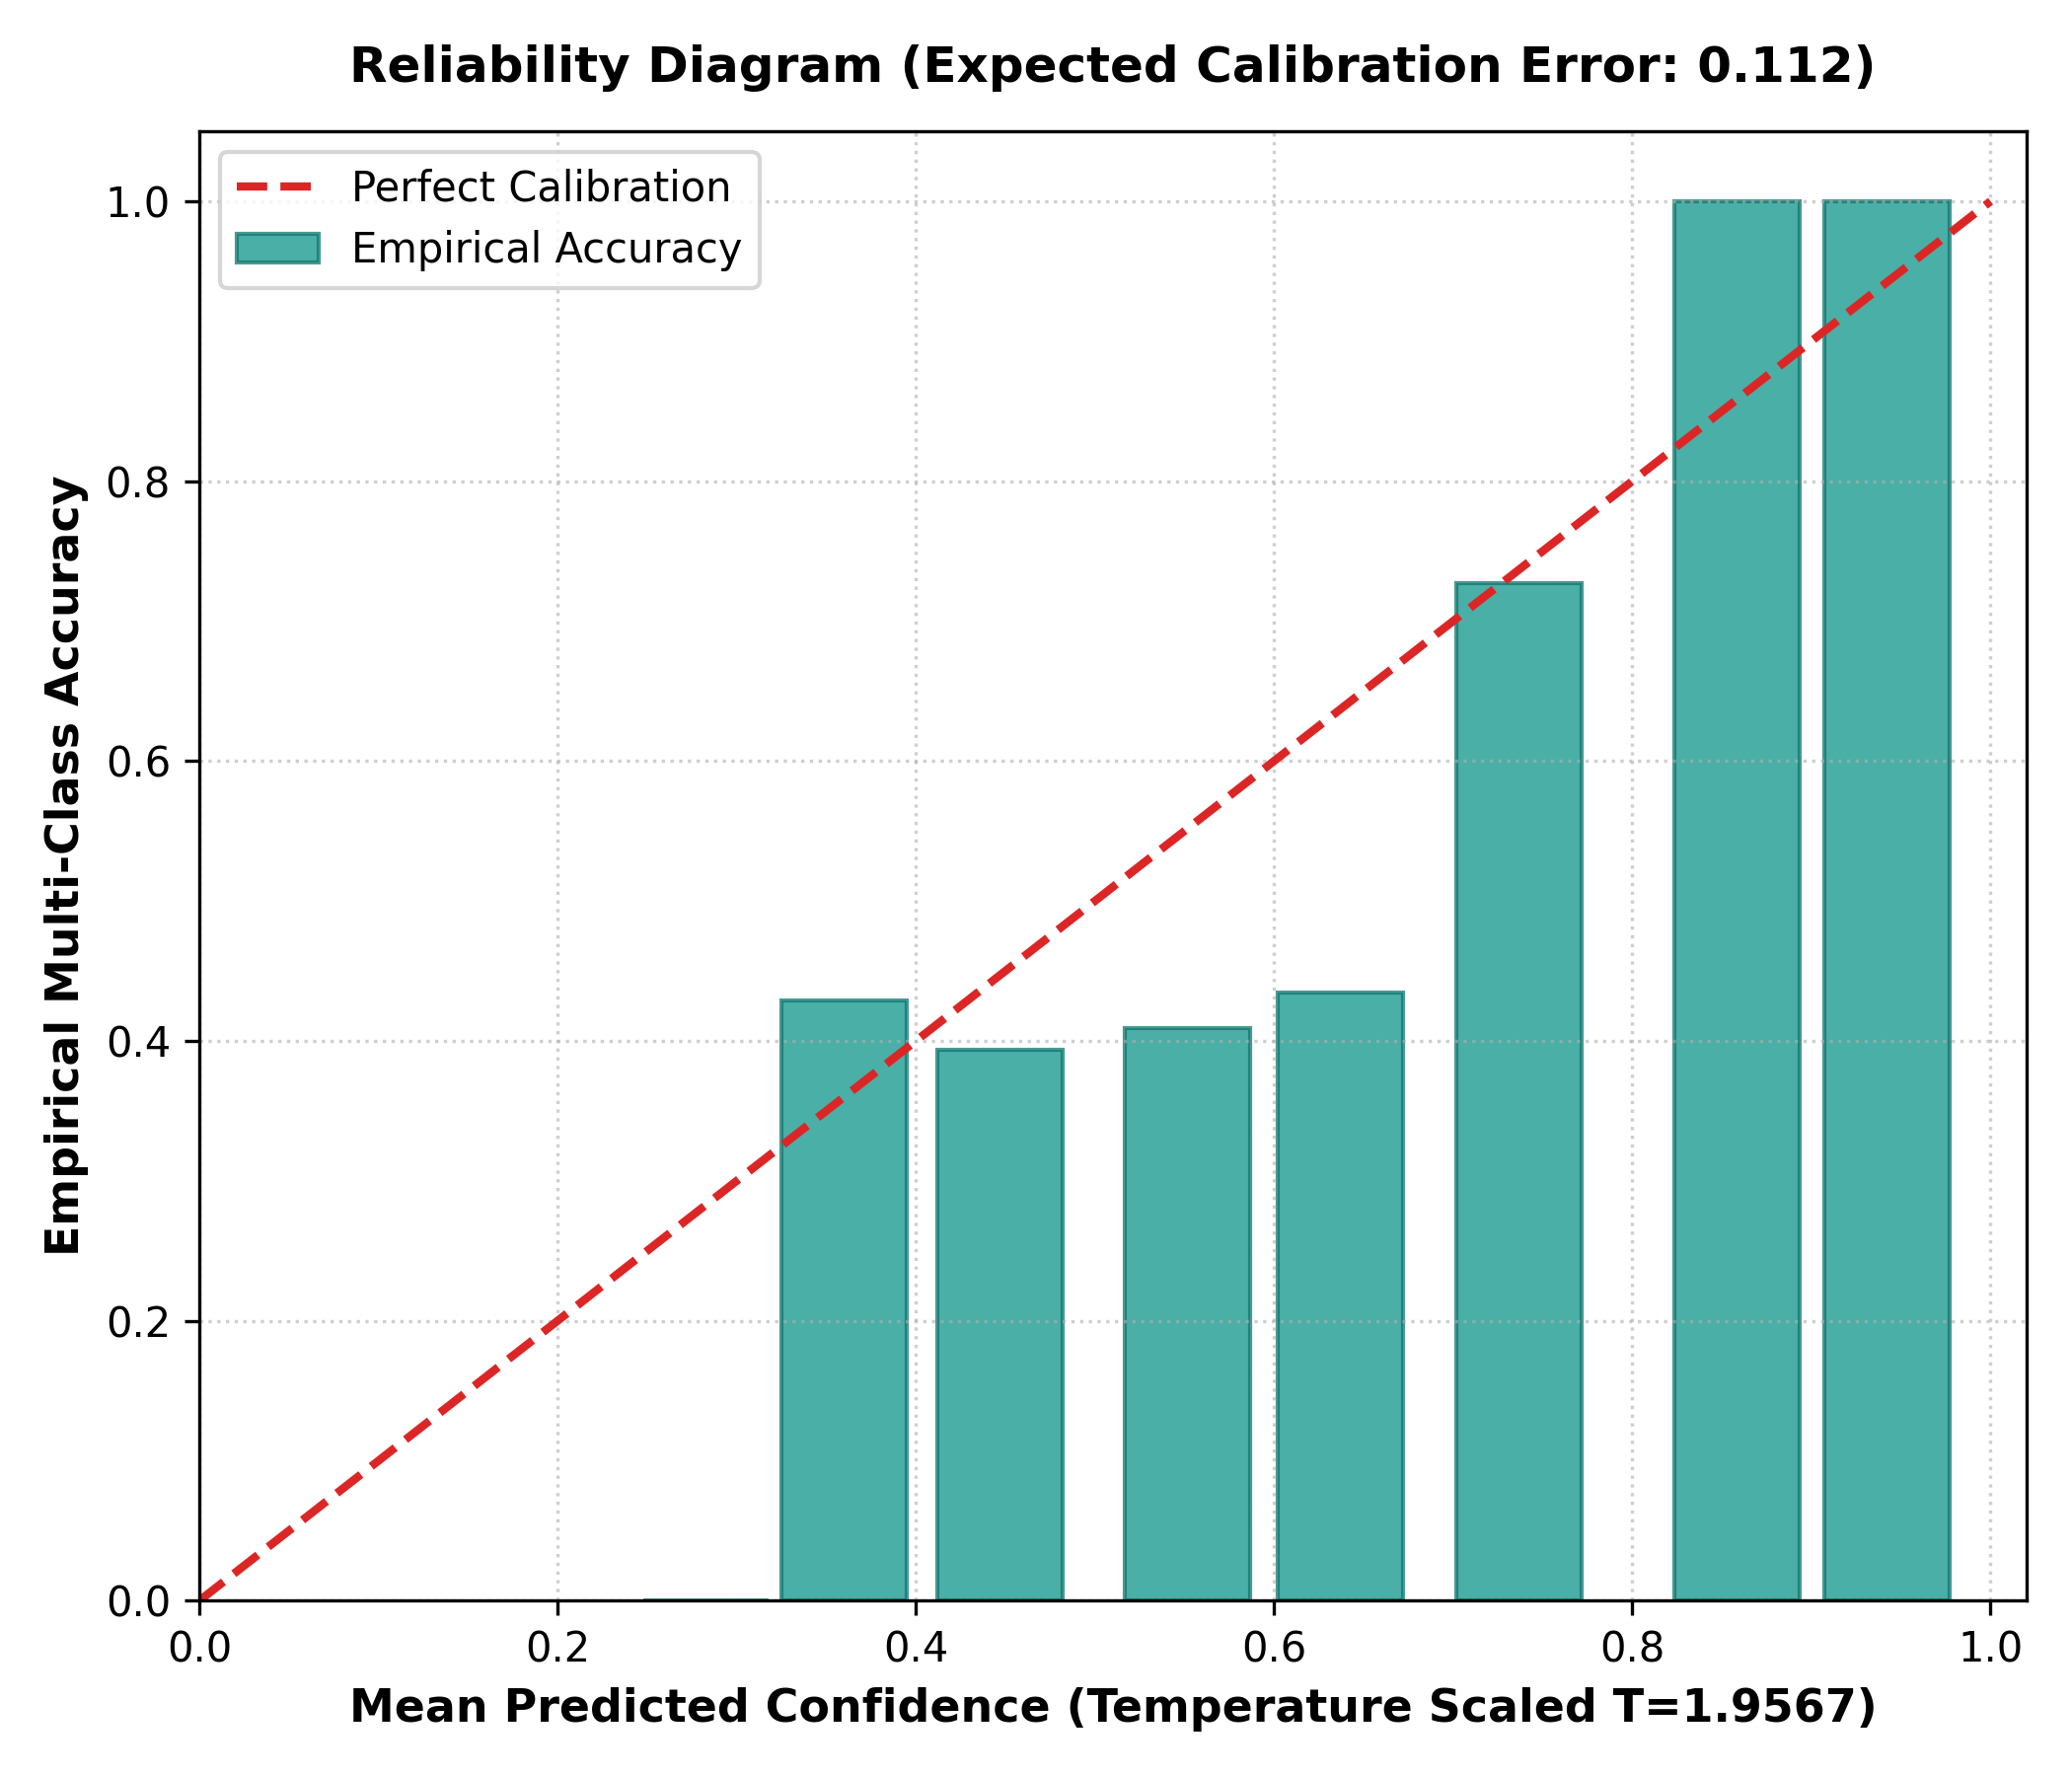 Reliability Diagram (Expected Calibration Error: 0.112)
Perfect Calibration
Empirical Accuracy
Empirical Multi-Class Accuracy
1.0
0.8
0.6
0.4
0.2
0.0
0.0 0.2 0.4 0.6 0.8 1.0
Mean Predicted Confidence (Temperature Scaled T=1.9567)